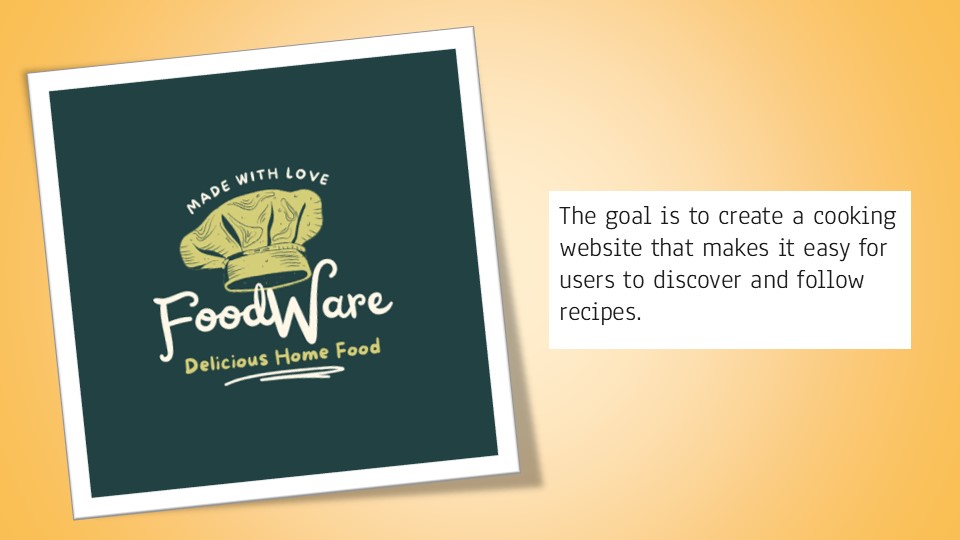 MADE WITH LOVE
FoodWare
Delicious Home Food
The goal is to create a cooking
website that makes it easy for
users to discover and follow
recipes.